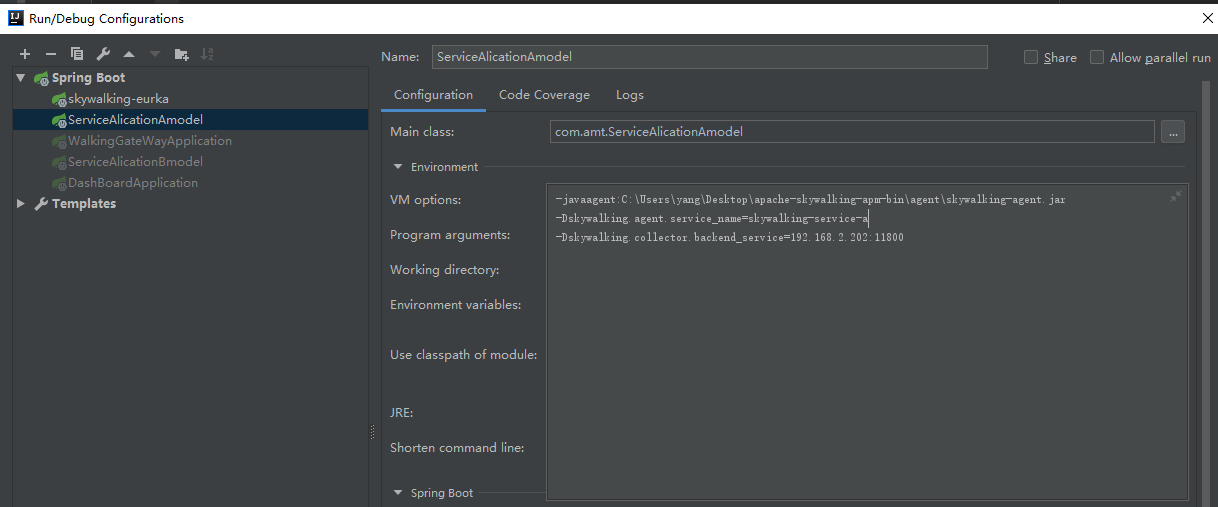 Run/Debug Configurations
Name: ServiceAlicationAmodel Share Allow parallel run
Spring Boot
skywalking-eurka
ServiceAlicationAmodel
WalkingGateWayApplication
ServiceAlicationBmodel
DashBoardApplication
Templates
Configuration Code Coverage Logs
Main class: com.amt.ServiceAlicationAmodel ...
Environment
VM options:
-javaagent:C:\Users\yang\Desktop\apache-skywalking-apm-bin\agent\skywalking-agent.jar
-Dskywalking.agent.service_name=skywalking-service-a
-Dskywalking.collector.backend_service=192.168.2.202:11800
Program arguments:
Working directory:
Environment variables:
Use classpath of module:
JRE:
Shorten command line:
Spring Boot